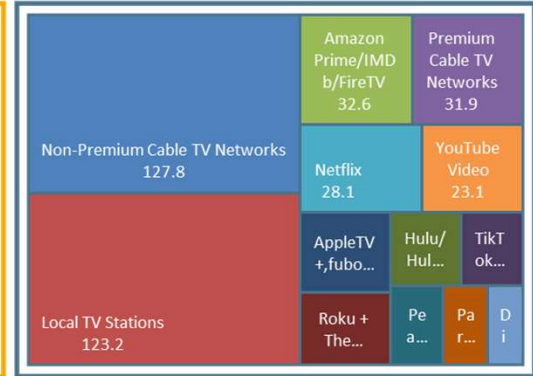 Non-Premium Cable TV Networks
127.8
Local TV Stations
123.2
Amazon
Prime/IMD
b/FireTV
32.6
Premium
Cable TV
Networks
31.9
Netflix
28.1
YouTube
Video
23.1
AppleTV
+,fubo...
Hulu/
Hul...
TikT
ok...
Roku +
The...
Pe
a...
Pa
r...
D
i